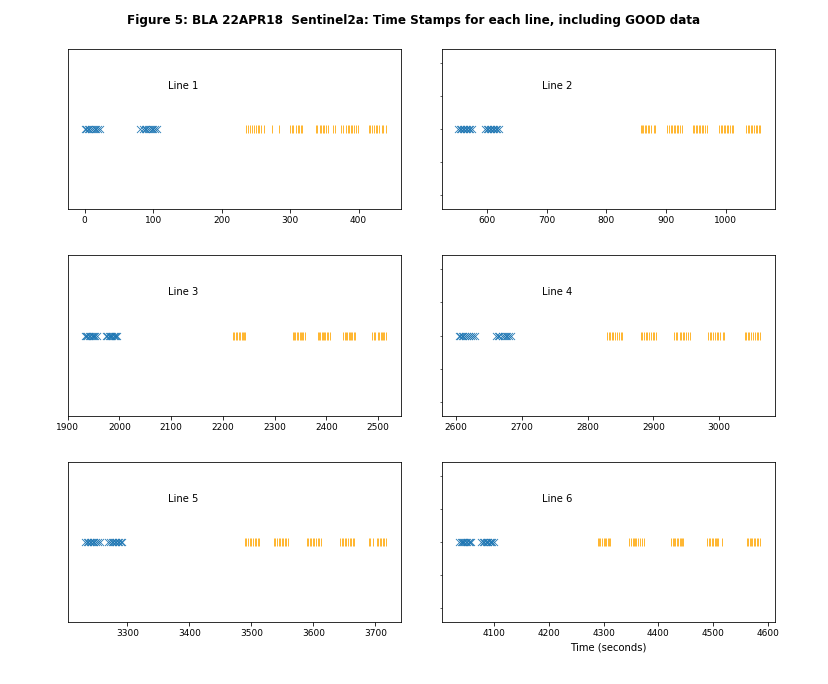 Figure 5: BLA 22APR18  Sentinel2a: Time Stamps for each line, including GOOD data
Line 1
0 100 200 300 400
Line 2
600 700 800 900 1000
Line 3
1900 2000 2100 2200 2300 2400 2500
Line 4
2600 2700 2800 2900 3000
Line 5
3300 3400 3500 3600 3700
Line 6
4100 4200 4300 4400 4500 4600
Time (seconds)